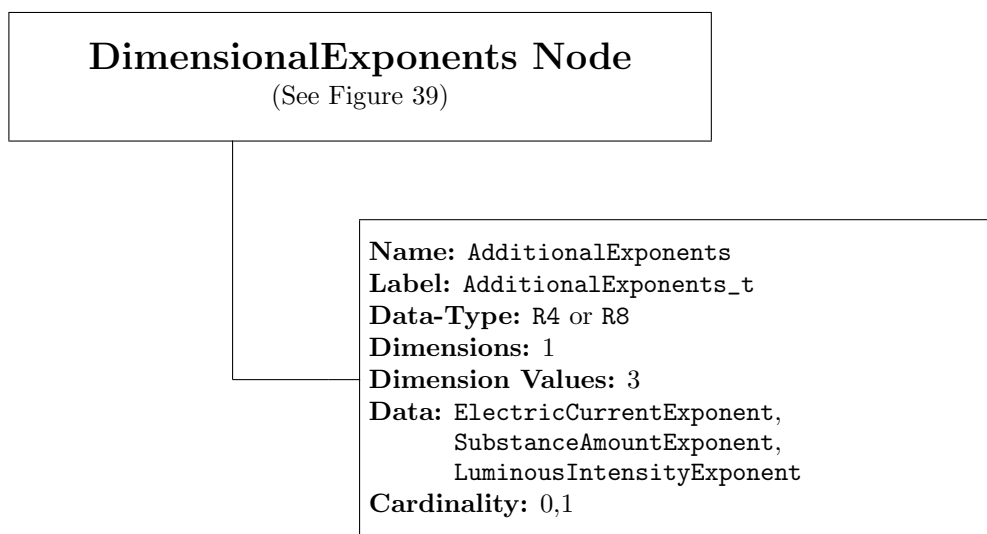 DimensionalExponents Node
(See Figure 39)
Name: AdditionalExponents
Label: AdditionalExponents_t
Data-Type: R4 or R8
Dimensions: 1
Dimension Values: 3
Data: ElectricCurrentExponent,
SubstanceAmountExponent,
LuminousIntensityExponent
Cardinality: 0,1